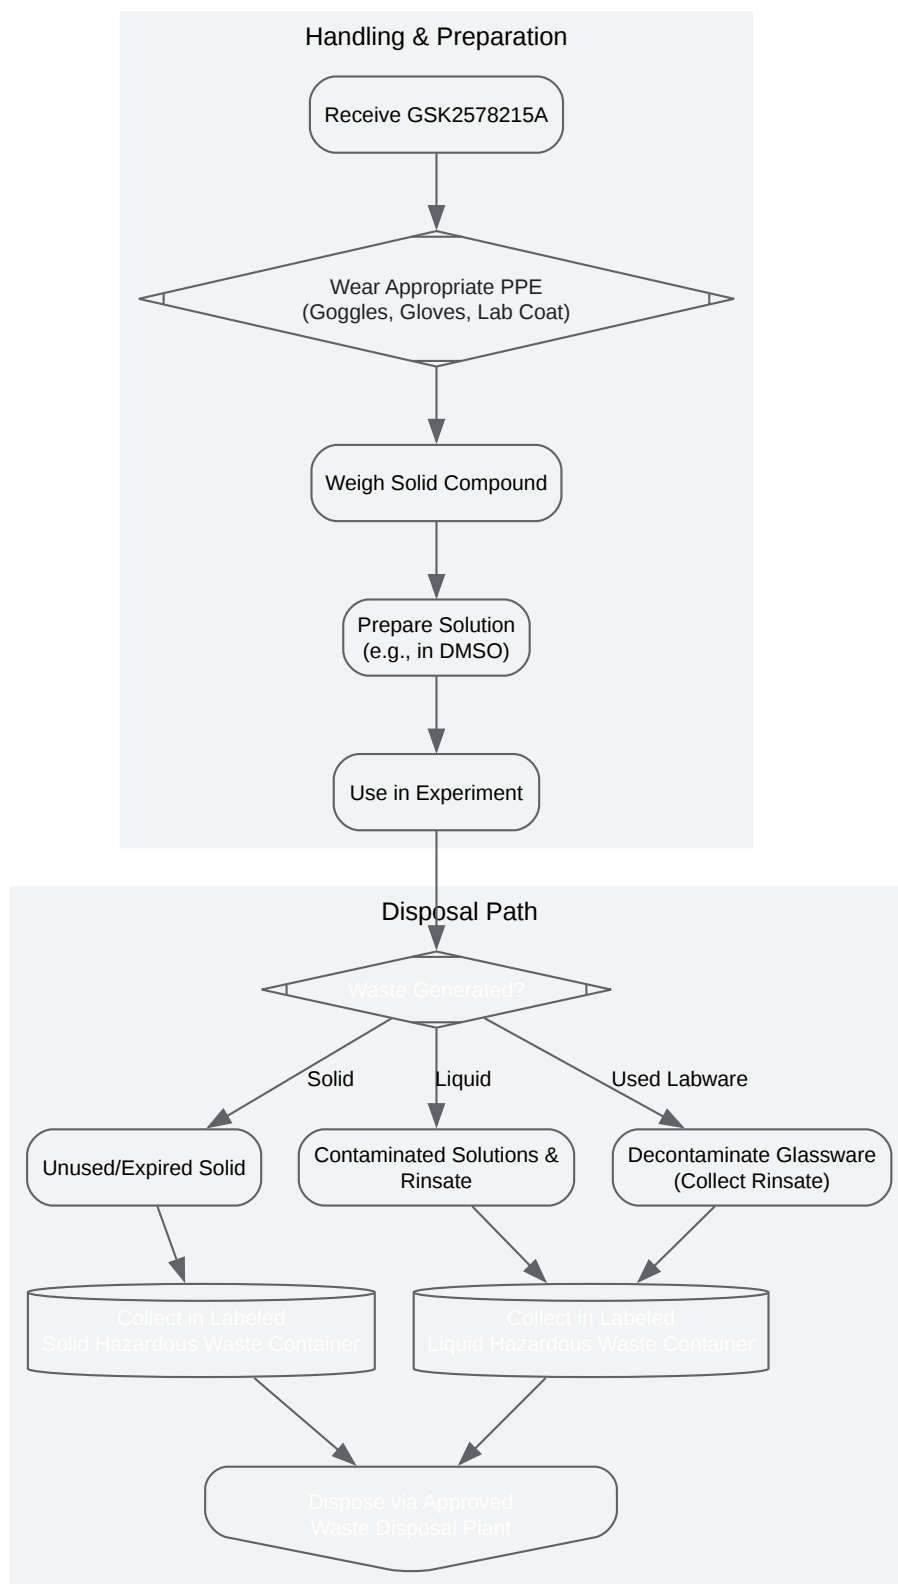 Handling & Preparation
Receive GSK2578215A
Wear Appropriate PPE
(Goggles, Gloves, Lab Coat)
Weigh Solid Compound
Prepare Solution
(e.g., in DMSO)
Use in Experiment
Disposal Path
Waste Generated?
Solid
Liquid
Used Labware
Unused/Expired Solid
Contaminated Solutions &
Rinsate
Decontaminate Glassware
(Collect Rinsate)
Collect in Labeled
Solid Hazardous Waste Container
Collect in Labeled
Liquid Hazardous Waste Container
Dispose via Approved
Waste Disposal Plant